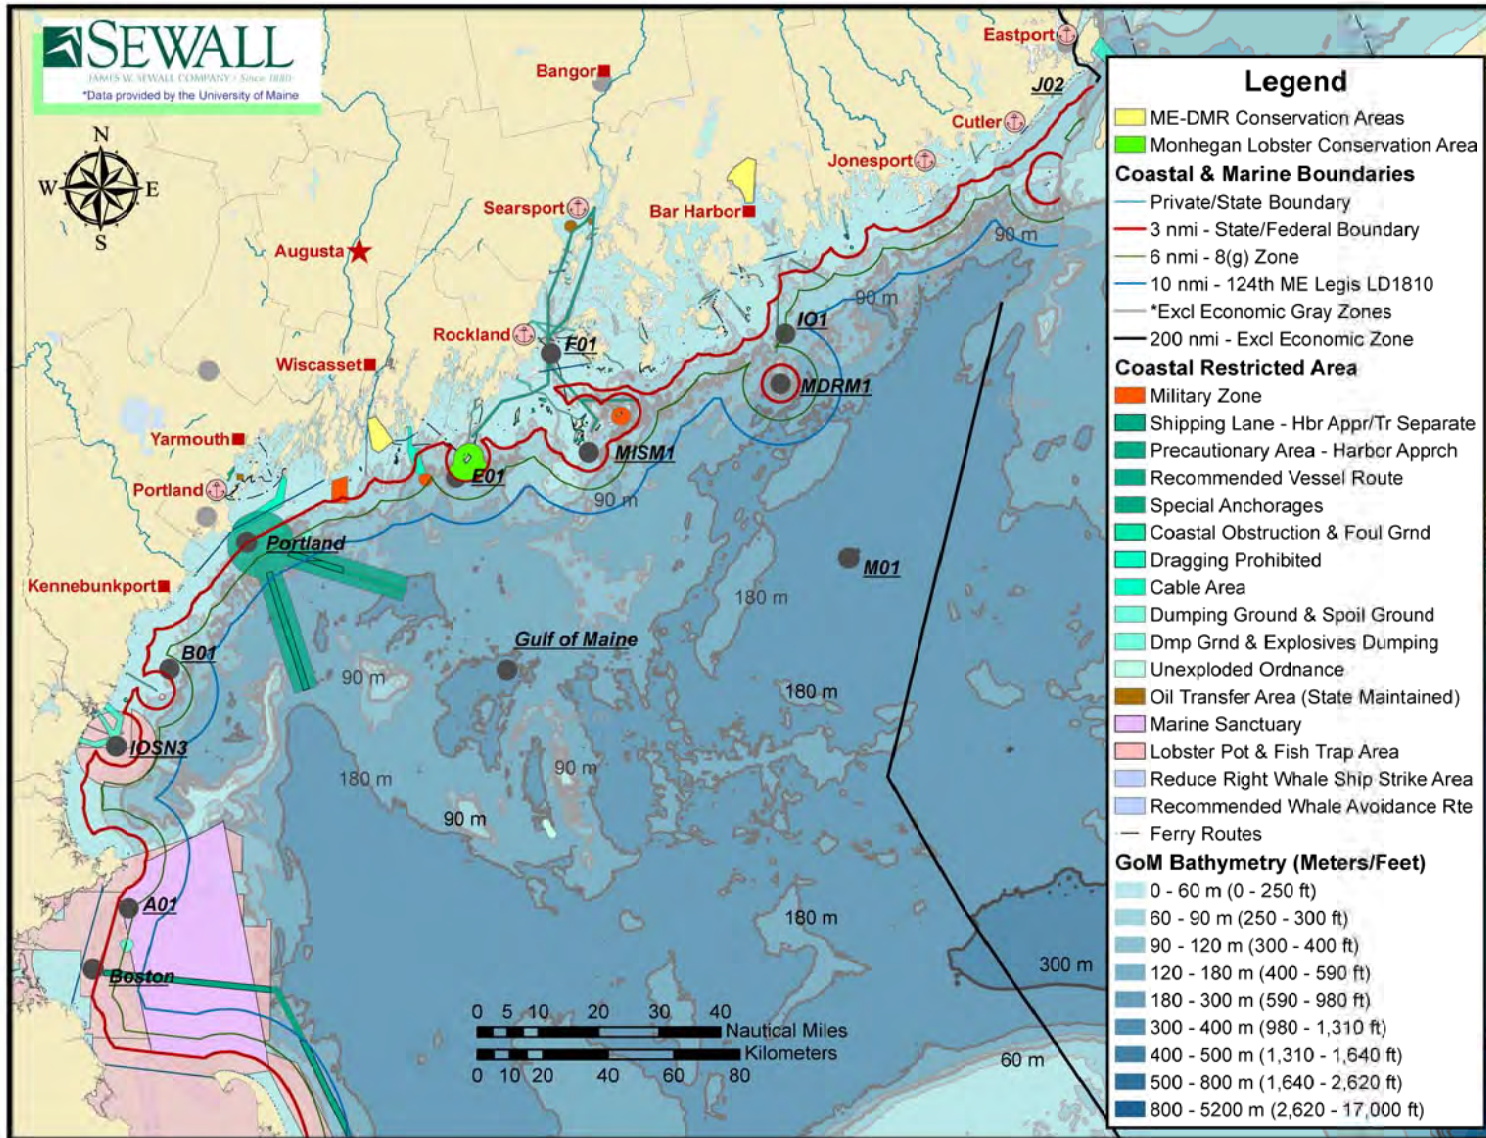 SEWALL
JAMES W. SEWALL COMPANY · Since 1880
*Data provided by the University of Maine
N
W
E
S
Eastport
Bangor
J02
Cutler
Jonesport
Searsport
Bar Harbor
90 m
Augusta
90 m
Rockland
IO1
F01
Wiscasset
MDRM1
Yarmouth
MISM1
E01
Portland
90 m
Portland
M01
Kennebunkport
180 m
Gulf of Maine
B01
90 m
180 m
IOSN3
90 m
180 m
90 m
A01
180 m
Boston
300 m
0 5 10 20 30 40
Nautical Miles
Kilometers
0 10 20 40 60 80
60 m
Legend
ME-DMR Conservation Areas
Monhegan Lobster Conservation Area
Coastal & Marine Boundaries
Private/State Boundary
3 nmi - State/Federal Boundary
6 nmi - 8(g) Zone
10 nmi - 124th ME Legis LD1810
*Excl Economic Gray Zones
200 nmi - Excl Economic Zone
Coastal Restricted Area
Military Zone
Shipping Lane - Hbr Appr/Tr Separate
Precautionary Area - Harbor Apprch
Recommended Vessel Route
Special Anchorages
Coastal Obstruction & Foul Grnd
Dragging Prohibited
Cable Area
Dumping Ground & Spoil Ground
Dmp Grnd & Explosives Dumping
Unexploded Ordnance
Oil Transfer Area (State Maintained)
Marine Sanctuary
Lobster Pot & Fish Trap Area
Reduce Right Whale Ship Strike Area
Recommended Whale Avoidance Rte
Ferry Routes
GoM Bathymetry (Meters/Feet)
0 - 60 m (0 - 250 ft)
60 - 90 m (250 - 300 ft)
90 - 120 m (300 - 400 ft)
120 - 180 m (400 - 590 ft)
180 - 300 m (590 - 980 ft)
300 - 400 m (980 - 1,310 ft)
400 - 500 m (1,310 - 1,640 ft)
500 - 800 m (1,640 - 2,620 ft)
800 - 5200 m (2,620 - 17,000 ft)